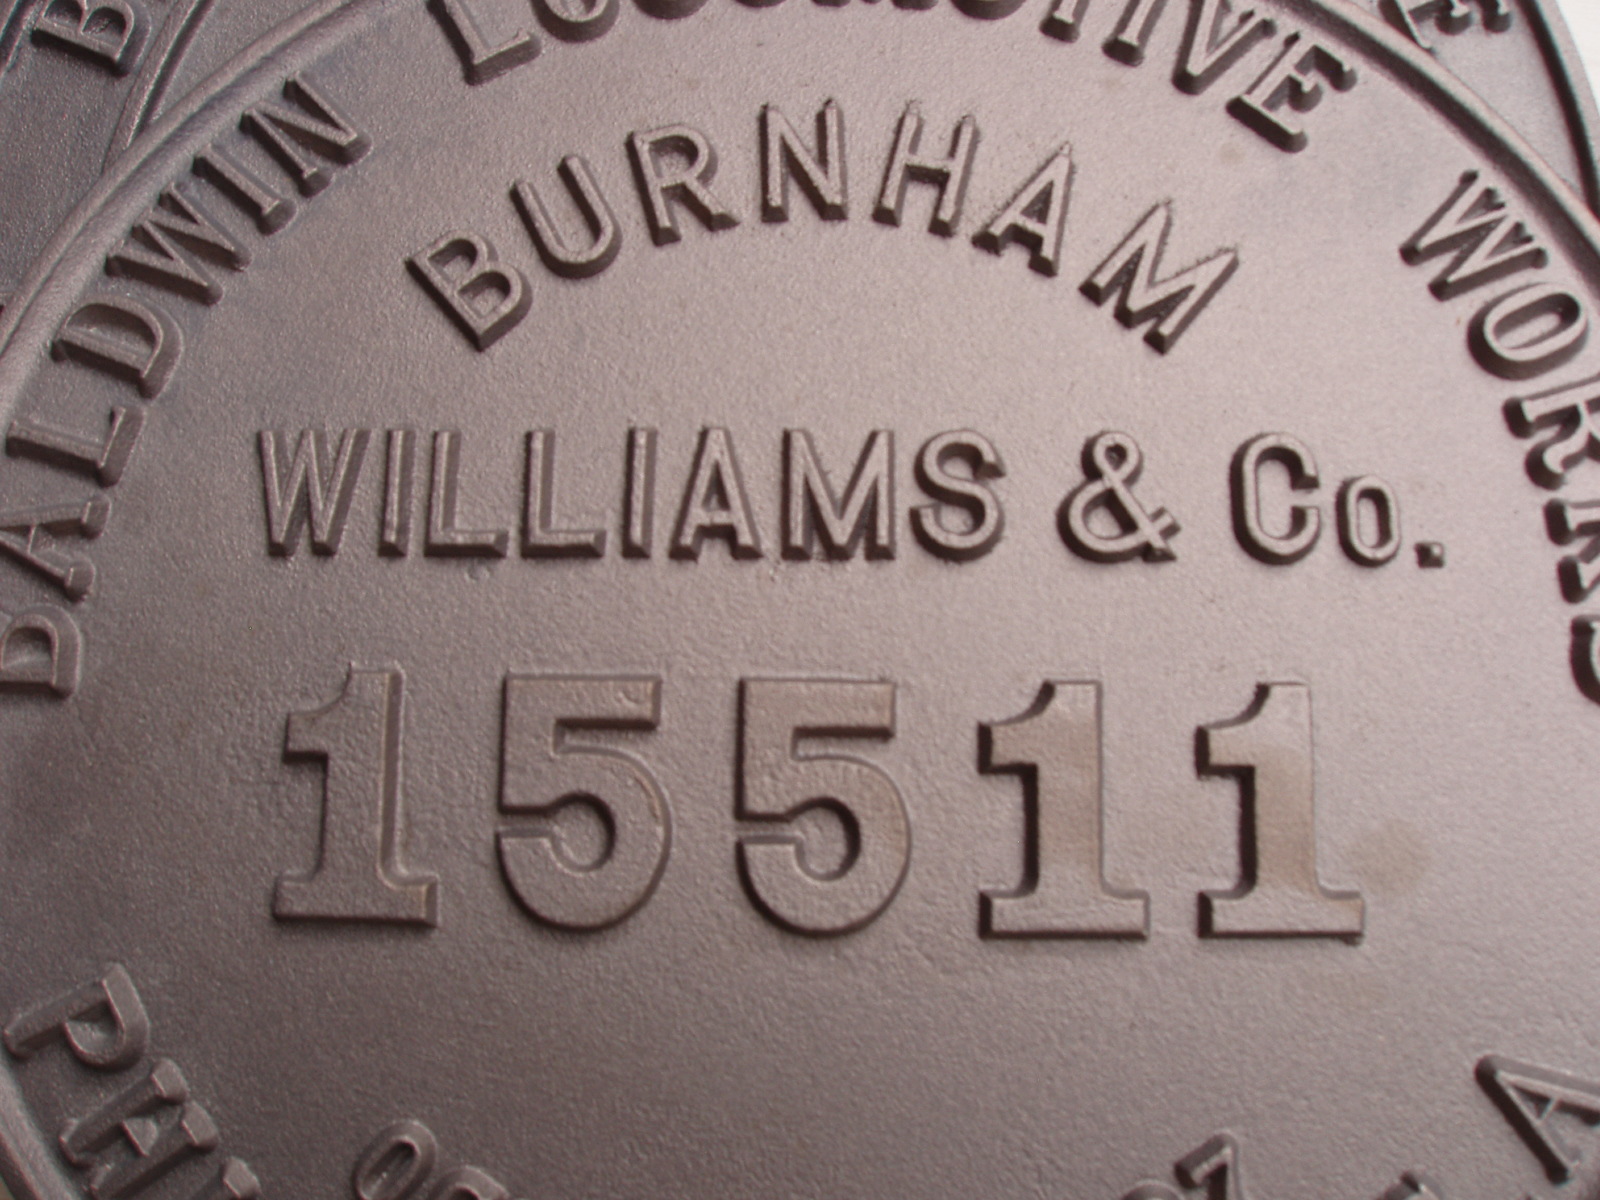 BALDWIN LOCOMOTIVE WORKS
BURNHAM
WILLIAMS & Co.
15511